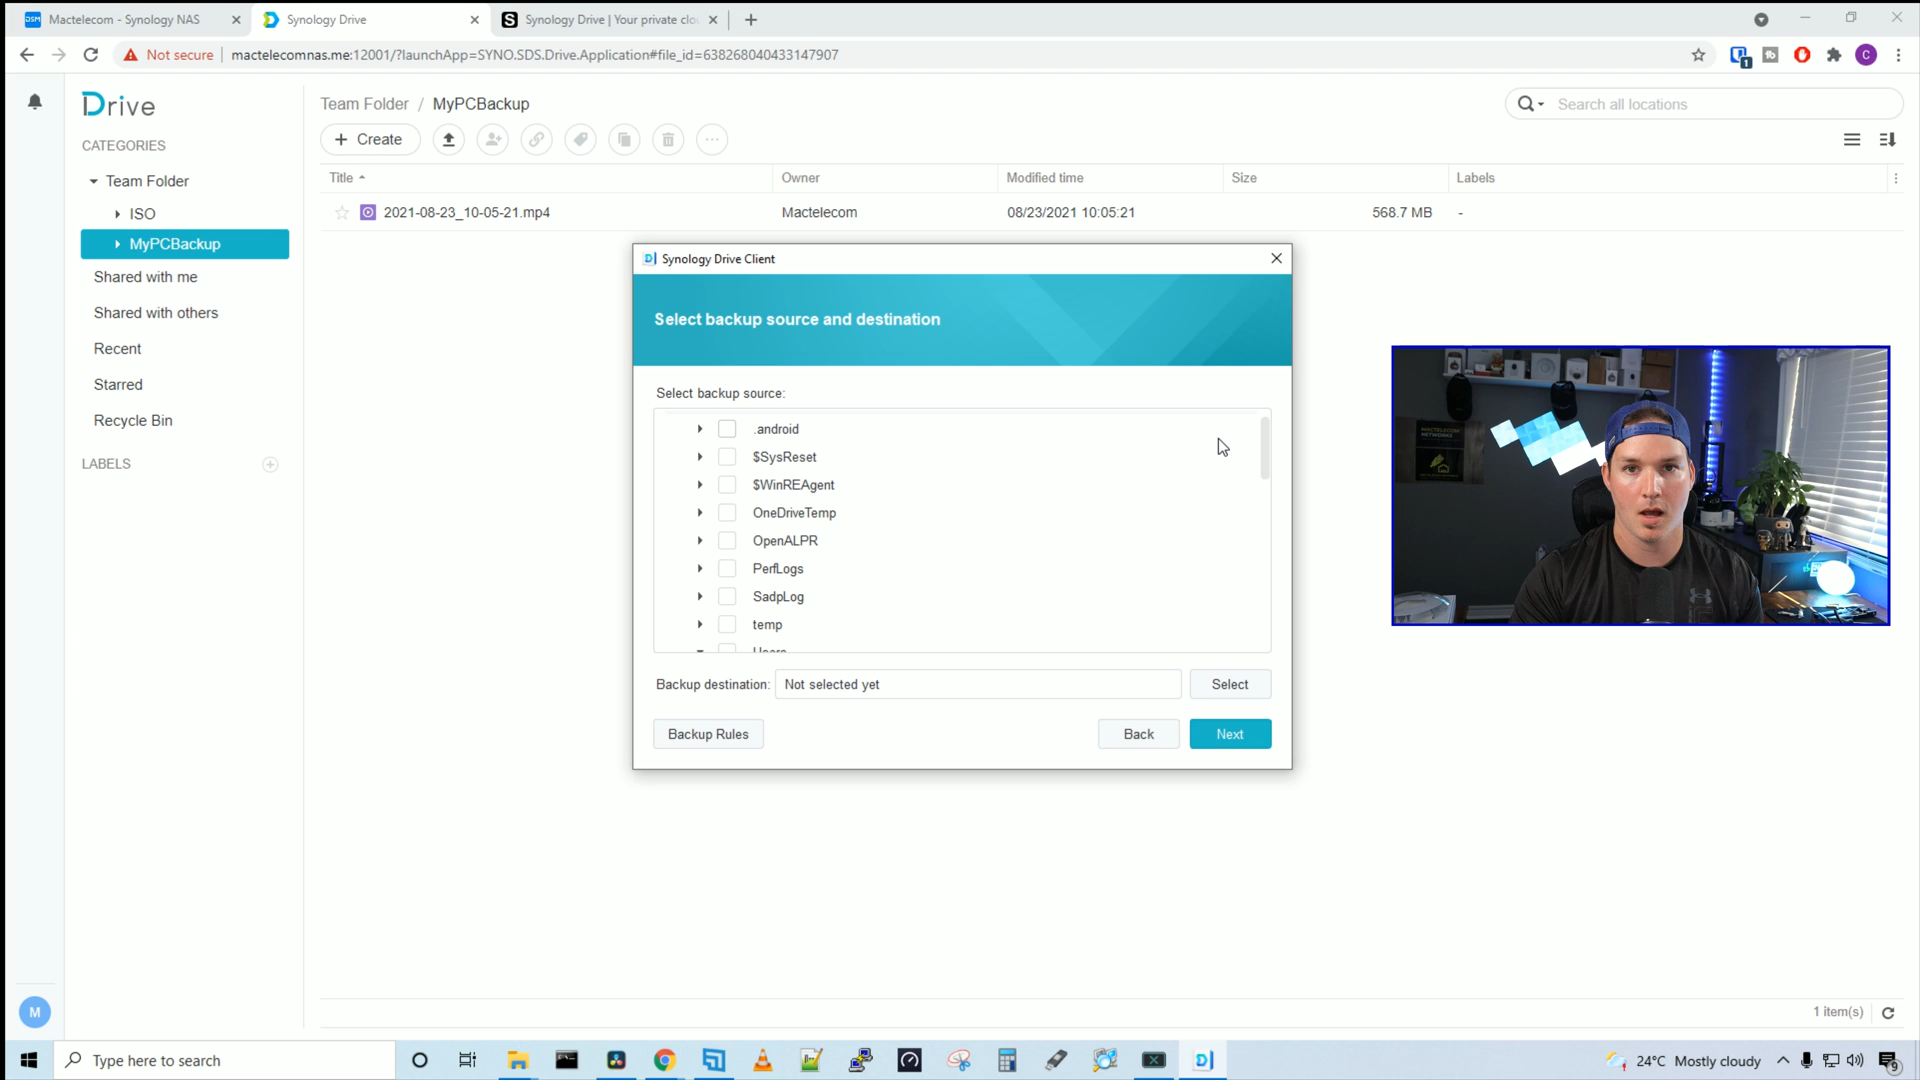 Mactelecom - Synology NAS
Synology Drive
Synology Drive | Your private clo
Not secure
mactelecomnas.me:12001/?launchApp=SYNO.SDS.Drive.Application#file_id=638268040433147907
Drive
CATEGORIES
Team Folder
ISO
MyPCBackup
Shared with me
Shared with others
Recent
Starred
Recycle Bin
LABELS
M
Team Folder / MyPCBackup
Search all locations
+ Create
Title Owner Modified time Size Labels
2021-08-23_10-05-21.mp4 Mactelecom 08/23/2021 10:05:21 568.7 MB -
Synology Drive Client
Select backup source and destination
Select backup source:
.android
$SysReset
$WinREAgent
OneDriveTemp
OpenALPR
PerfLogs
SadpLog
temp
Users
Backup destination: Not selected yet Select
Backup Rules Back Next
MACTELECOM
NETWORKS
1 item(s)
Type here to search
24°C Mostly cloudy
9